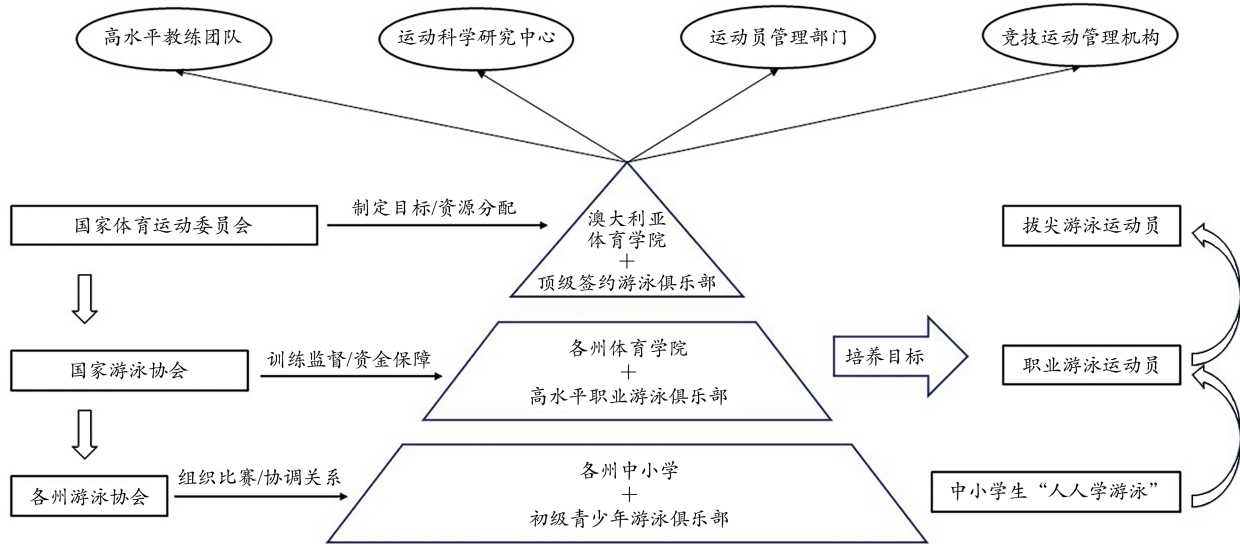 高水平教练团队
运动科学研究中心
运动员管理部门
竞技运动管理机构
国家体育运动委员会
制定目标/资源分配
澳大利亚
体育学院
+
顶级签约游泳俱乐部
拔尖游泳运动员
国家游泳协会
训练监督/资金保障
各州体育学院
+
高水平职业游泳俱乐部
培养目标
职业游泳运动员
各州游泳协会
组织比赛/协调关系
各州中小学
+
初级青少年游泳俱乐部
中小学生“人人学游泳”